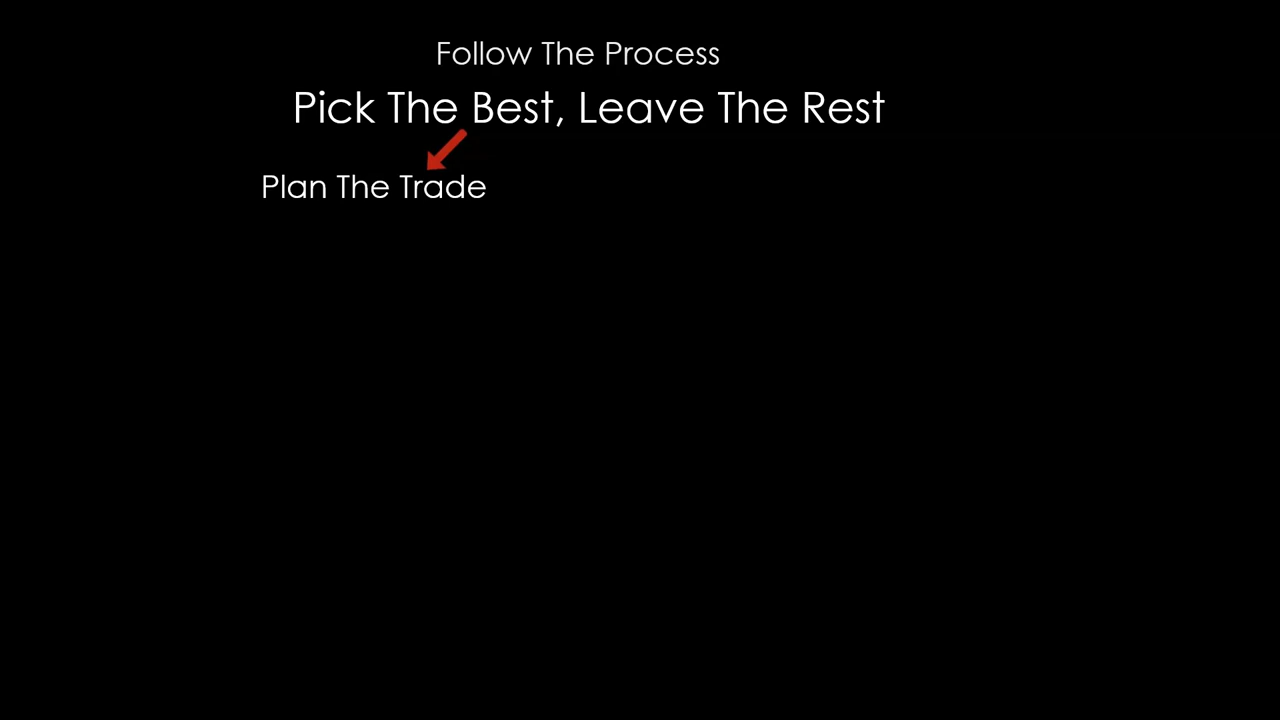 Follow The Process
Pick The Best, Leave The Rest
Plan The Trade